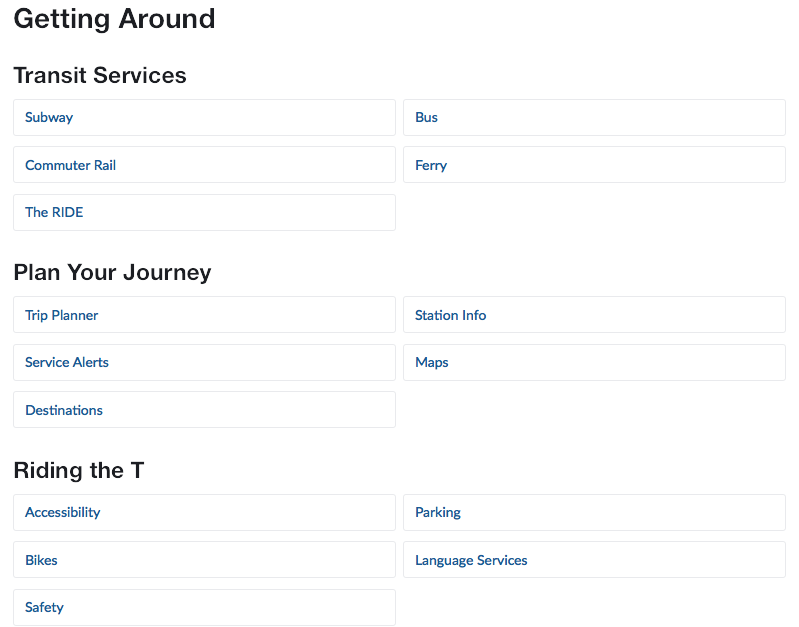 Getting Around
Transit Services
Subway
Bus
Commuter Rail
Ferry
The RIDE
Plan Your Journey
Trip Planner
Station Info
Service Alerts
Maps
Destinations
Riding the T
Accessibility
Parking
Bikes
Language Services
Safety